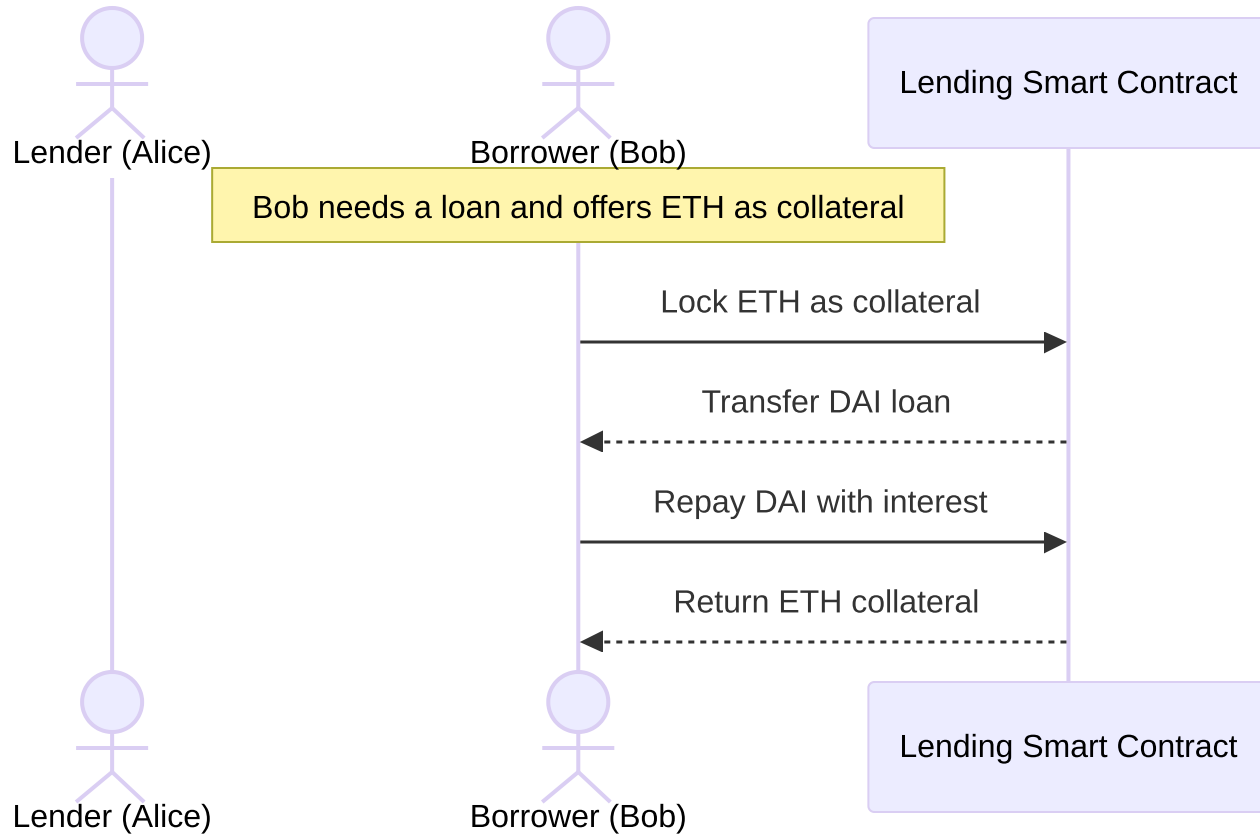 Lending Smart Contract
Lender (Alice)
Borrower (Bob)
Bob needs a loan and offers ETH as collateral
Lock ETH as collateral
Transfer DAI loan
Repay DAI with interest
Return ETH collateral
Lending Smart Contract
Lender (Alice)
Borrower (Bob)